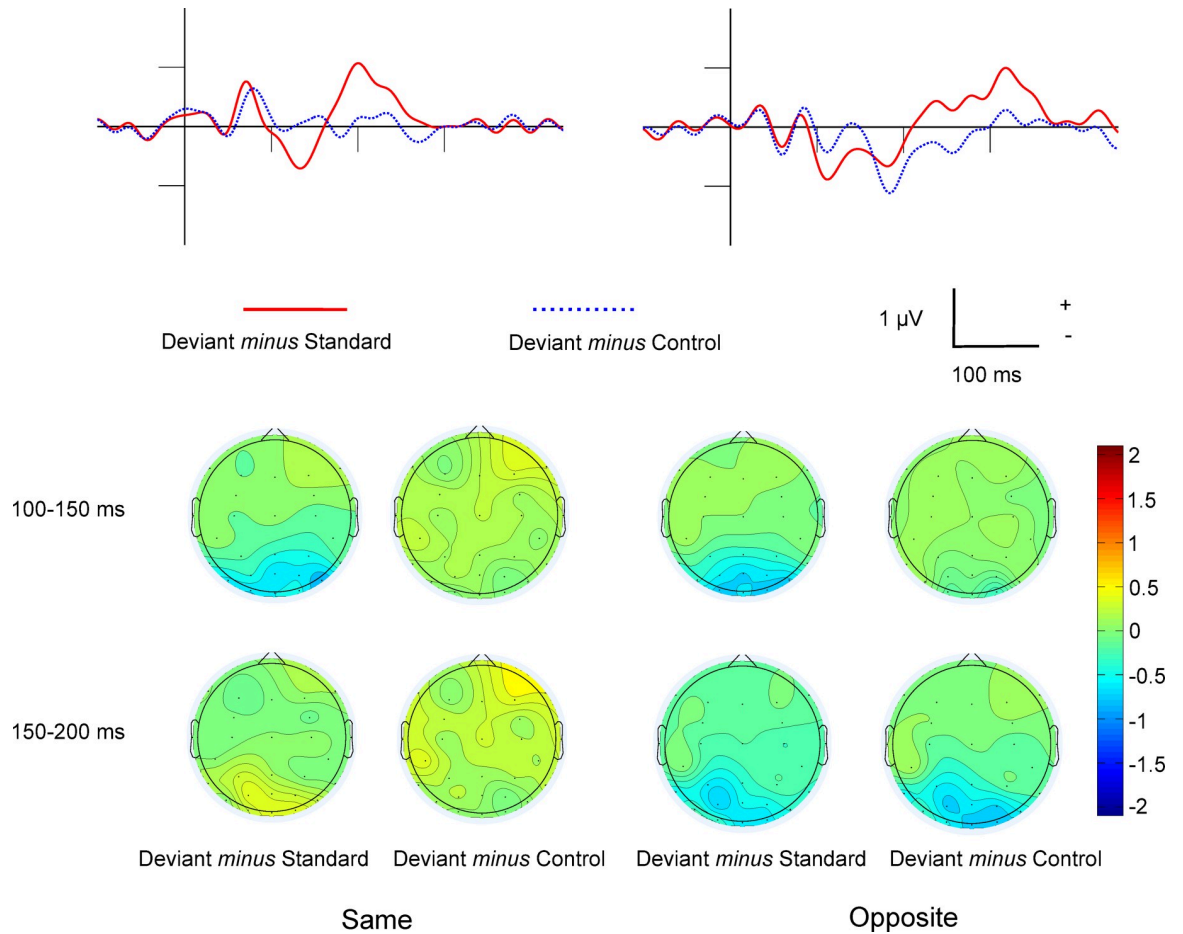 Deviant minus Standard
Deviant minus Control
1 µV
+
-
100 ms
100-150 ms
2
1.5
1
0.5
0
-0.5
-1
-1.5
-2
150-200 ms
Deviant minus Standard
Deviant minus Control
Deviant minus Standard
Deviant minus Control
Same
Opposite